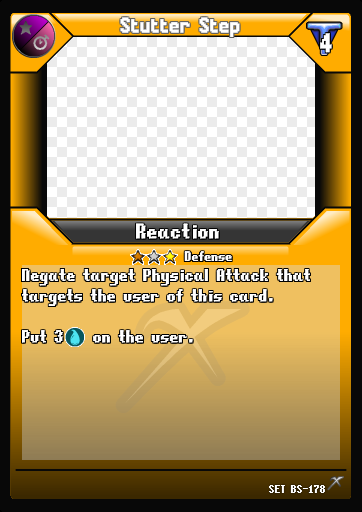 Stutter Step
4
Reaction
Defense
Negate target Physical Attack that
targets the user of this card.
Put 3 on the user.
SET BS-178